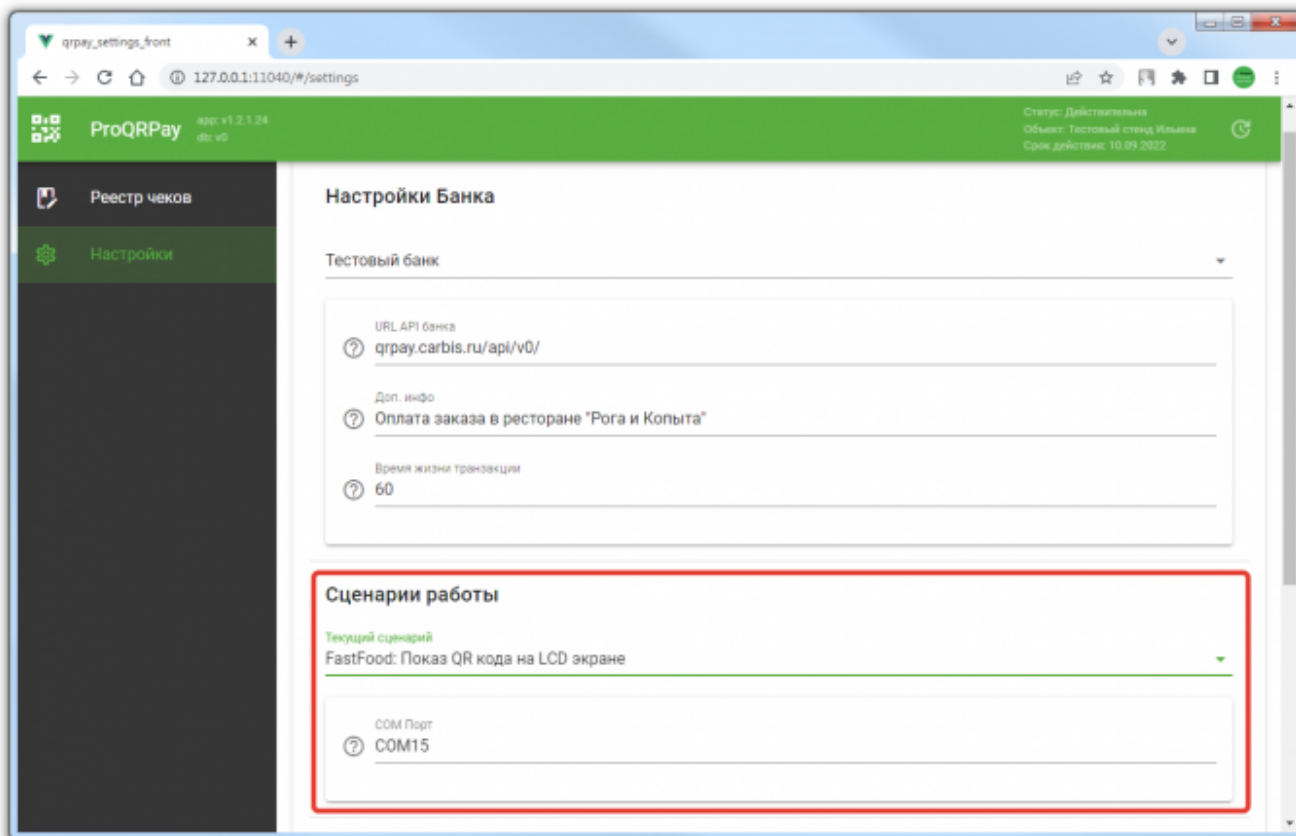 qrpay_settings_front
127.0.0.1:11040/#/settings
ProQRPay
app: v1.2.1.24
db: v0
Статус: Действительна
Объект: Тестовый стенд Ильина
Срок действия: 10.09.2022
Реестр чеков
Настройки
Настройки Банка
Тестовый банк
URL API банка
qrpay.carbis.ru/api/v0/
Доп. инфо
Оплата заказа в ресторане "Рога и Копыта"
Время жизни транзакции
60
Сценарии работы
Текущий сценарий
FastFood: Показ QR кода на LCD экране
COM Порт
COM15